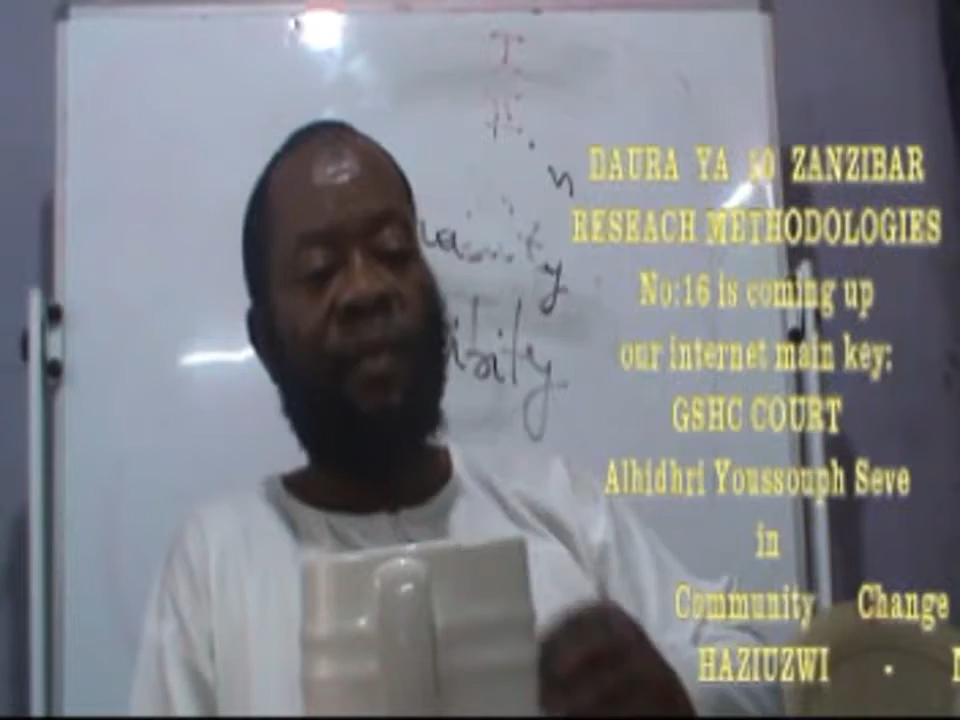 T
n
DAURA YA 10 ZANZIBAR
RESEACH METHODOLOGIES
No:16 is coming up
our internet main key:
GSHC COURT
Alhidhri Youssouph Seve
in
Community Change
HAZIUZWI -